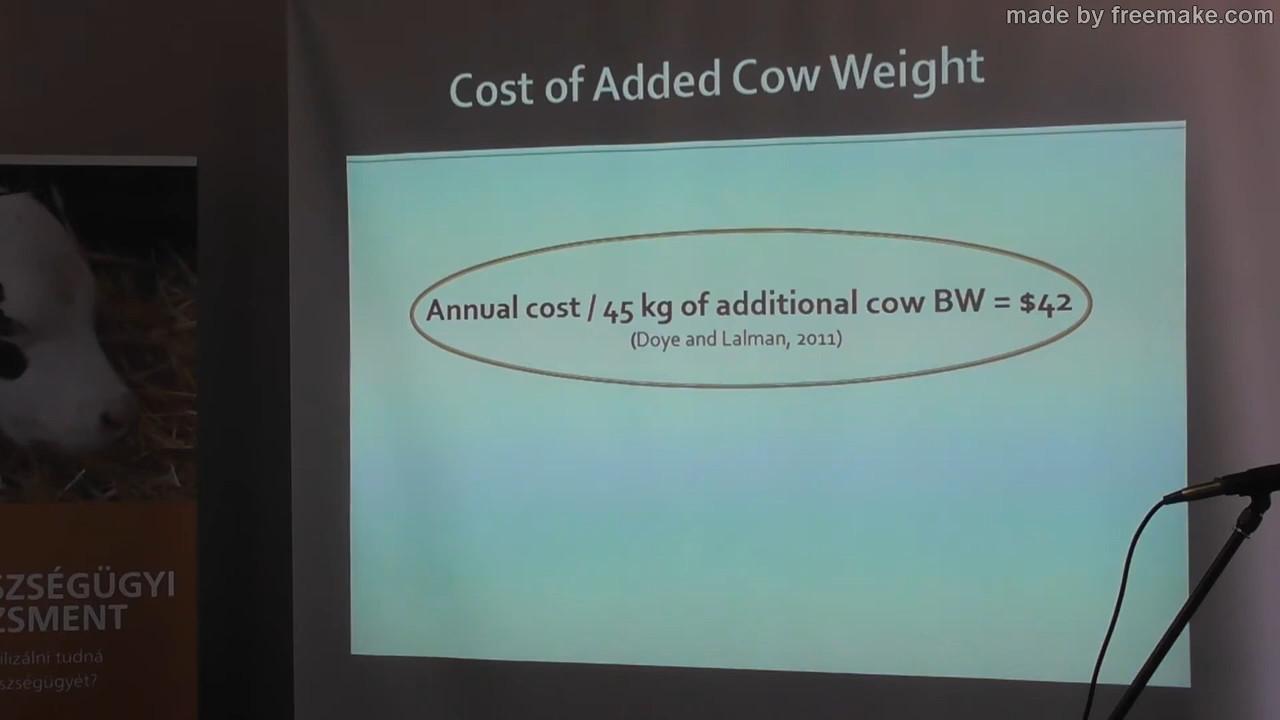 made by freemake.com
Cost of Added Cow Weight
Annual cost / 45 kg of additional cow BW = $42
(Doye and Lalman, 2011)
SZSÉGÜGYI
ZSMENT
ilizálni tudná
szségügyét?